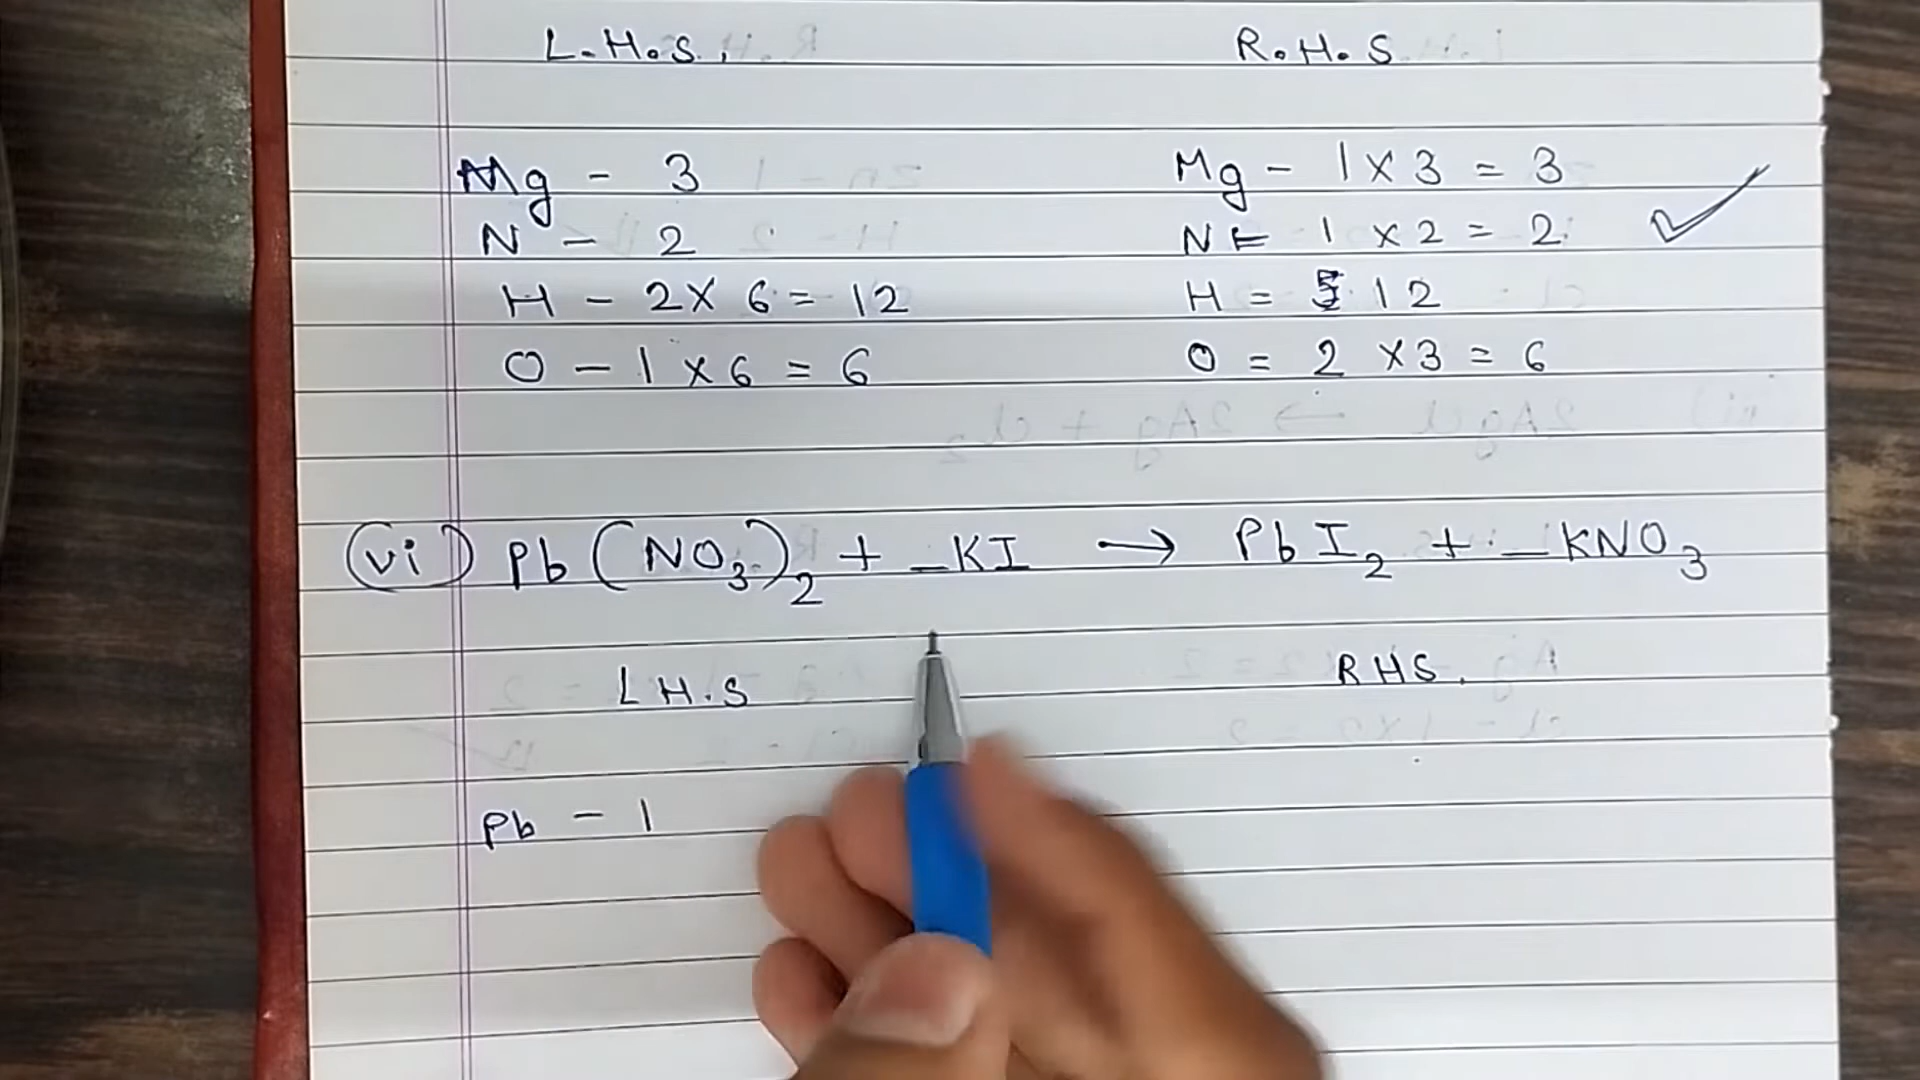 L.H.S. R.H.S
Mg - 3 Mg - 1 x 3 = 3
N - 2 N = 1 x 2 = 2
H - 2 x 6 = 12 H = 12
O - 1 x 6 = 6 O = 2 x 3 = 6
(vi) Pb(NO₃)₂ + _KI → PbI₂ + _KNO₃
LH.S RHS.
Pb - 1